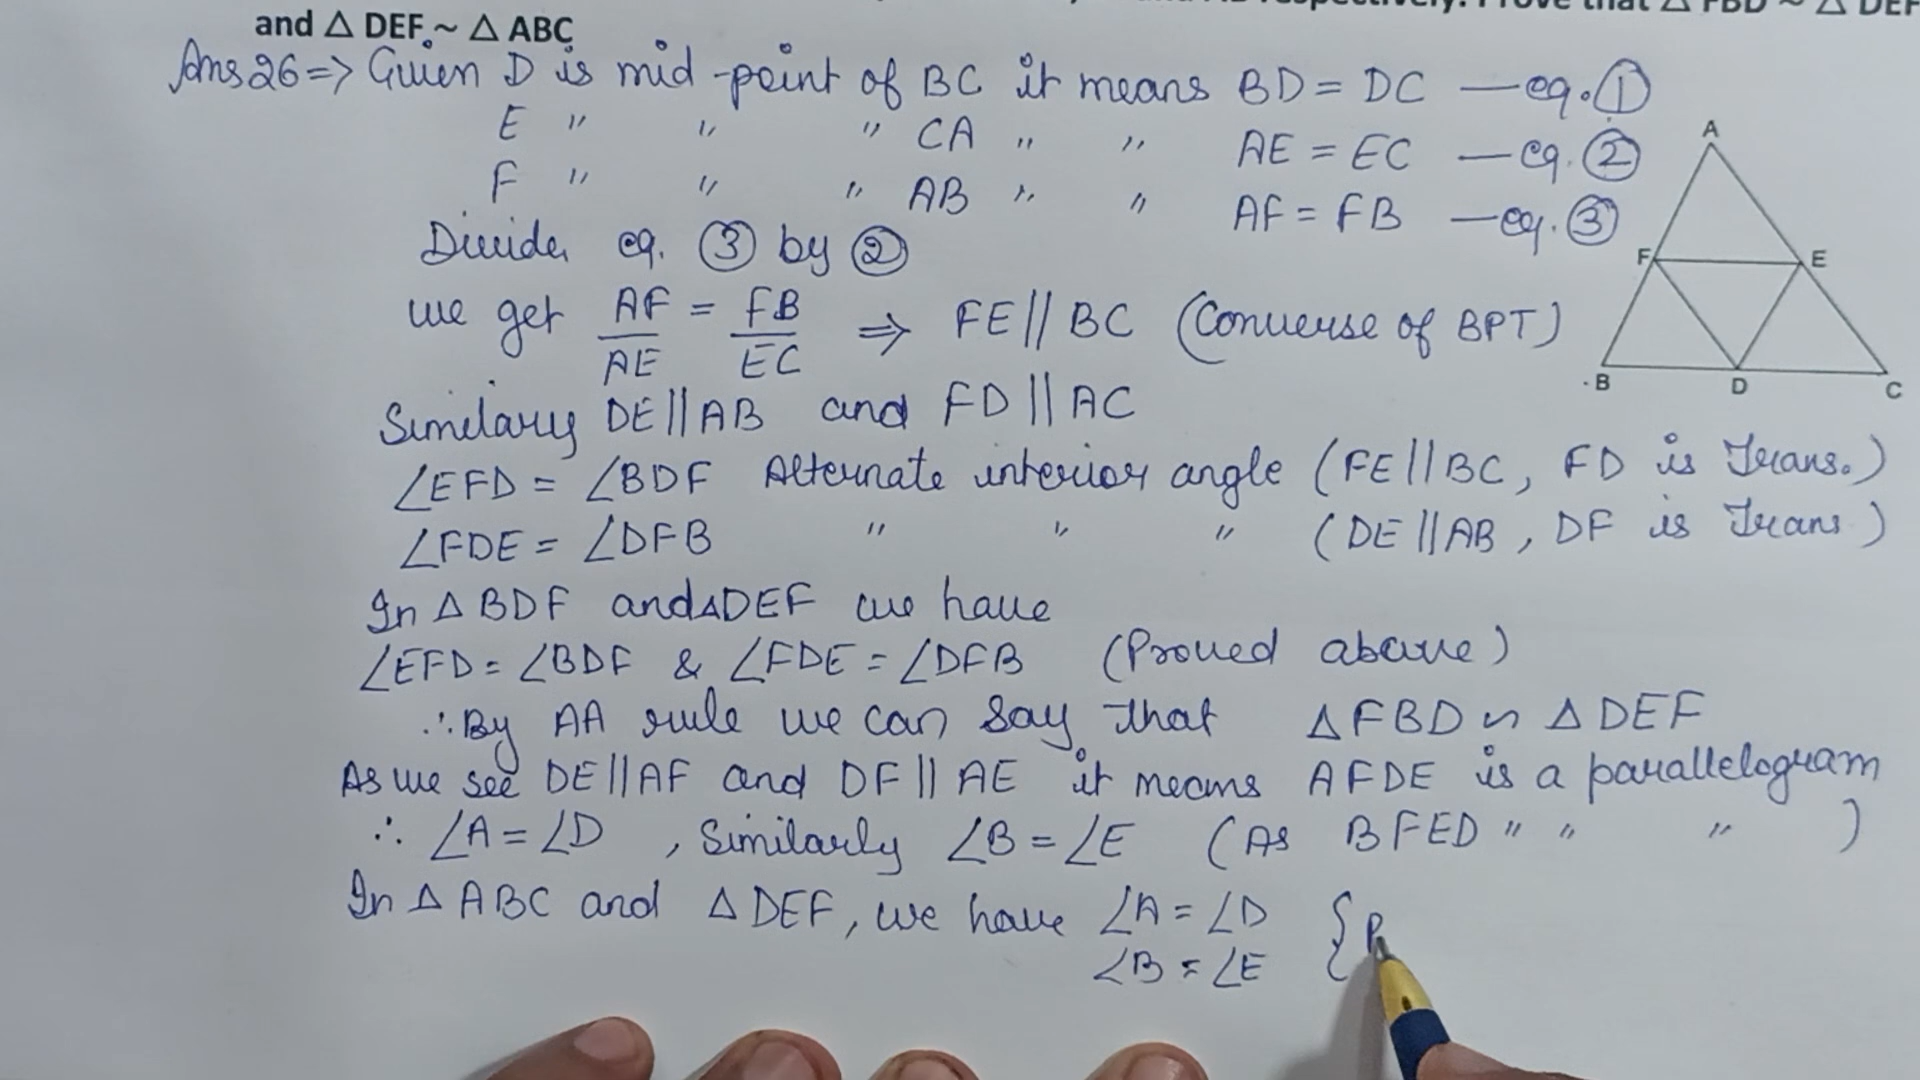 and △ DEF ~ △ ABC
Ans 26 => Given D is mid-point of BC it means BD = DC — eq. ①
E " " " CA " " AE = EC — eq. ②
F " " " AB " " AF = FB — eq. ③
Divide eq. ③ by ②
we get AF/AE = FB/EC ⇒ FE || BC (Converse of BPT)
Similary DE || AB and FD || AC
∠EFD = ∠BDF Alternate interior angle (FE || BC, FD is Trans.)
∠FDE = ∠DFB " " " (DE || AB, DF is Trans)
In △ BDF and △DEF we have
∠EFD = ∠BDF & ∠FDE = ∠DFB (Proved above)
∴ By AA rule we can say that △ FBD ~ △ DEF
As we see DE || AF and DF || AE it means AFDE is a parallelogram
∴ ∠A = ∠D , Similarly ∠B = ∠E (As BFED " " " )
In △ ABC and △ DEF, we have ∠A = ∠D { P
∠B = ∠E
A
F E
B D C